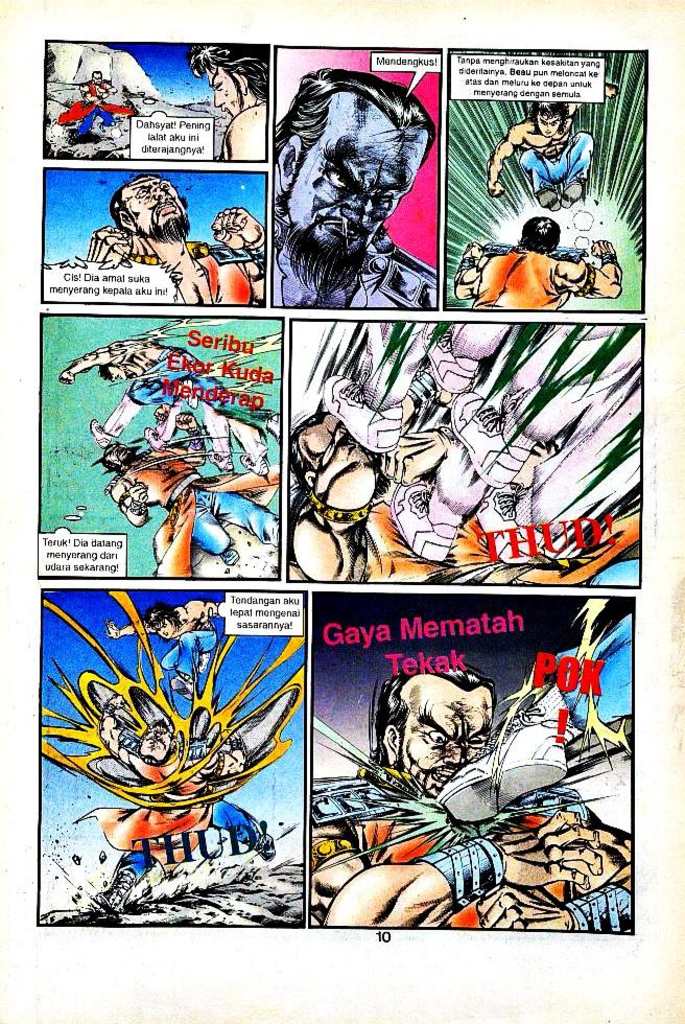 Dahsyat! Pening
lalat aku ini
diterajangnya!
Mendengkus!
Tanpa menghiraukan kesakitan yang
dideritainya, Beau pun meloncat ke
atas dan meluru ke depan untuk
menyerang dengan semula
Cis! Dia amat suka
menyerang kepala aku ini!
Seribu
Ekor Kuda
Menderap
Teruk! Dia datang
menyerang dari
udara sekarang!
THUD!
Tendangan aku
tepat mengenai
sasarannya!
THUD!
Gaya Mematah
Tekak
POK
!
10